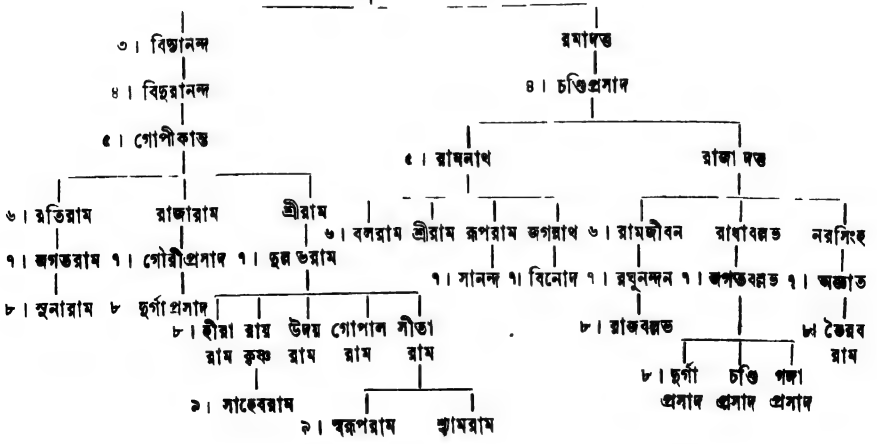 ৩। বিদ্যানন্দ রমাদত্ত
৪। বিদুরানন্দ ৪। চণ্ডিপ্রসাদ
৫। গোপীকান্ত ৫। রামনাথ রাজা দত্ত
৬। রতিরাম রাজারাম শ্রীরাম ৬। বলরাম শ্রীরাম রূপরাম জগন্নাথ ৬। রামজীবন রাধাবল্লভ নরসিংহ
৭। জগতরাম ৭। গৌরীপ্রসাদ ৭। দুল্লভরাম ৭। সানন্দ ৭। বিনোদ ৭। রঘুনন্দন ৭। জগতবল্লভ ৭। অজ্ঞাত
৮। সুনারাম ৮ দুর্গাপ্রসাদ ৮। হীরা রায় উদয় গোপাল সীতা ৮। রাজবল্লভ ৮। ভৈরব
রাম কৃষ্ণ রাম রাম রাম রাম
৮। দুর্গা চণ্ডি গঙ্গা
প্রসাদ প্রসাদ প্রসাদ
৯। সাহেবরাম
৯। স্বরূপরাম শ্যামরাম